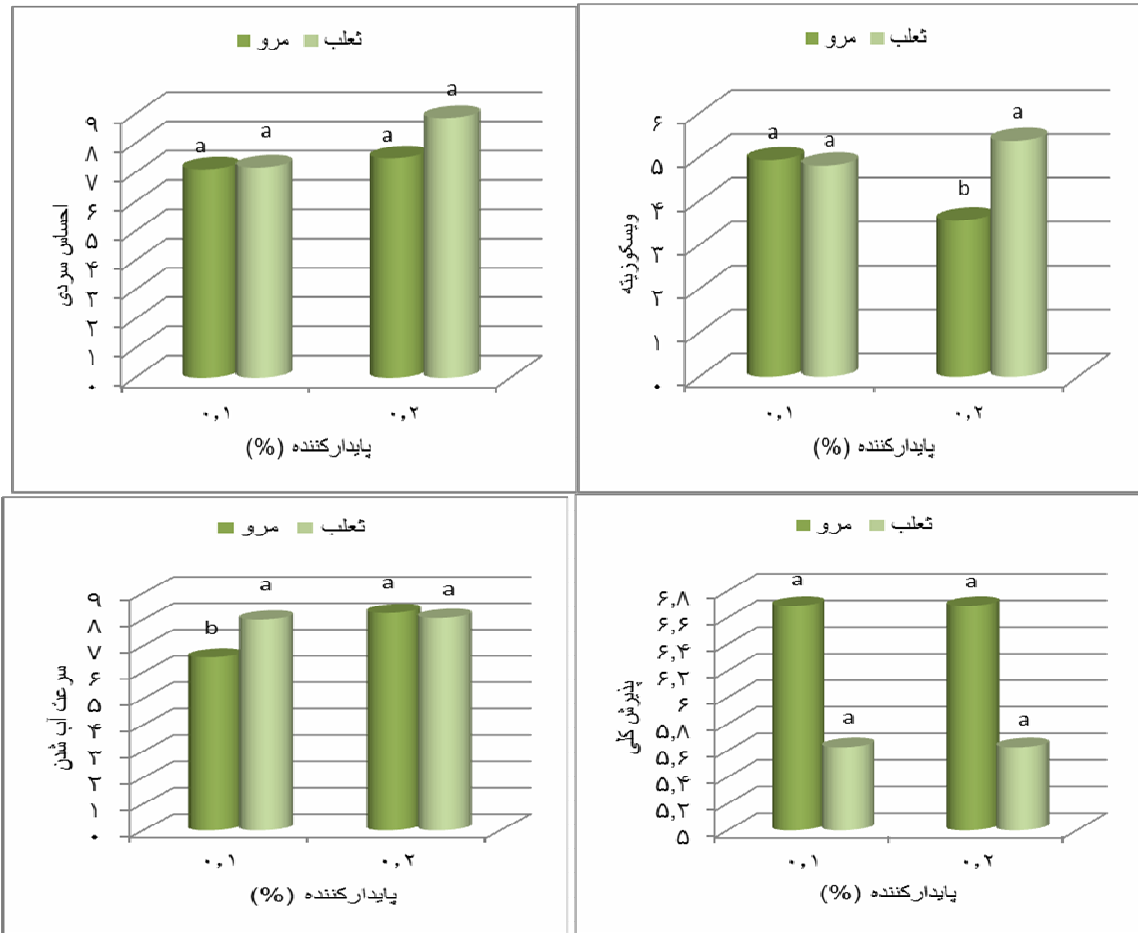 مرو ثعلب
a
a
a
a
احساس سردی
۹
۸
۷
۶
۵
۴
۳
۲
۱
۰
۰,۱ ۰,۲
پایدارکننده (%)
مرو ثعلب
a
a
b
a
ویسکوزیته
۶
۵
۴
۳
۲
۱
۰
۰,۱ ۰,۲
پایدارکننده (%)
مرو ثعلب
b
a
a
a
سرعت آب شدن
۹
۸
۷
۶
۵
۴
۳
۲
۱
۰
۰,۱ ۰,۲
پایدارکننده (%)
مرو ثعلب
a
a
a
a
پذیرش کلی
۶,۸
۶,۶
۶,۴
۶,۲
۶
۵,۸
۵,۶
۵,۴
۵,۲
۵
۰,۱ ۰,۲
پایدارکننده (%)